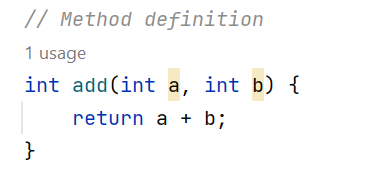 // Method definition
1 usage
int add(int a, int b) {
    return a + b;
}